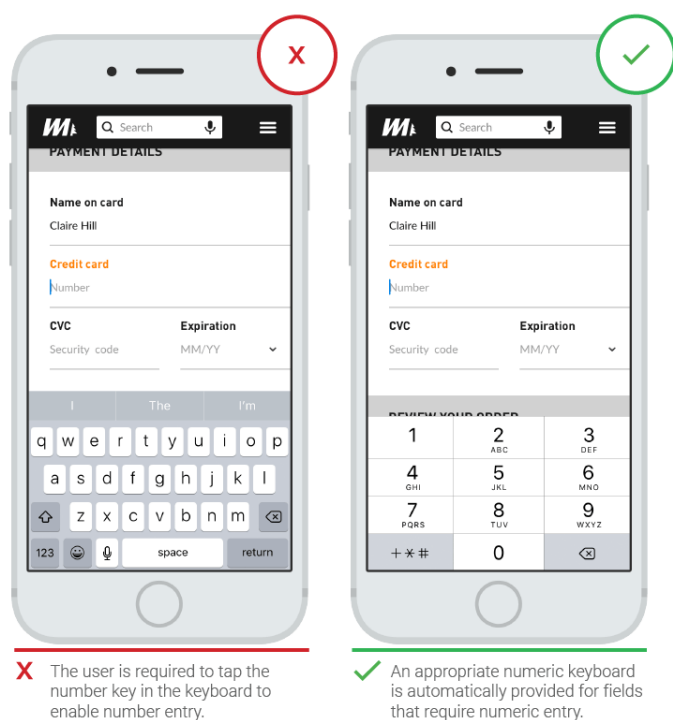 X
Search
PAYMENT DETAILS
Name on card
Claire Hill
Credit card
Number
CVC Expiration
Security code MM/YY
I The I'm
q w e r t y u i o p
a s d f g h j k l
z x c v b n m
123 space return
X The user is required to tap the
number key in the keyboard to
enable number entry.
Search
PAYMENT DETAILS
Name on card
Claire Hill
Credit card
Number
CVC Expiration
Security code MM/YY
REVIEW YOUR ORDER
1 2 3
ABC DEF
4 5 6
GHI JKL MNO
7 8 9
PQRS TUV WXYZ
+*# 0
An appropriate numeric keyboard
is automatically provided for fields
that require numeric entry.